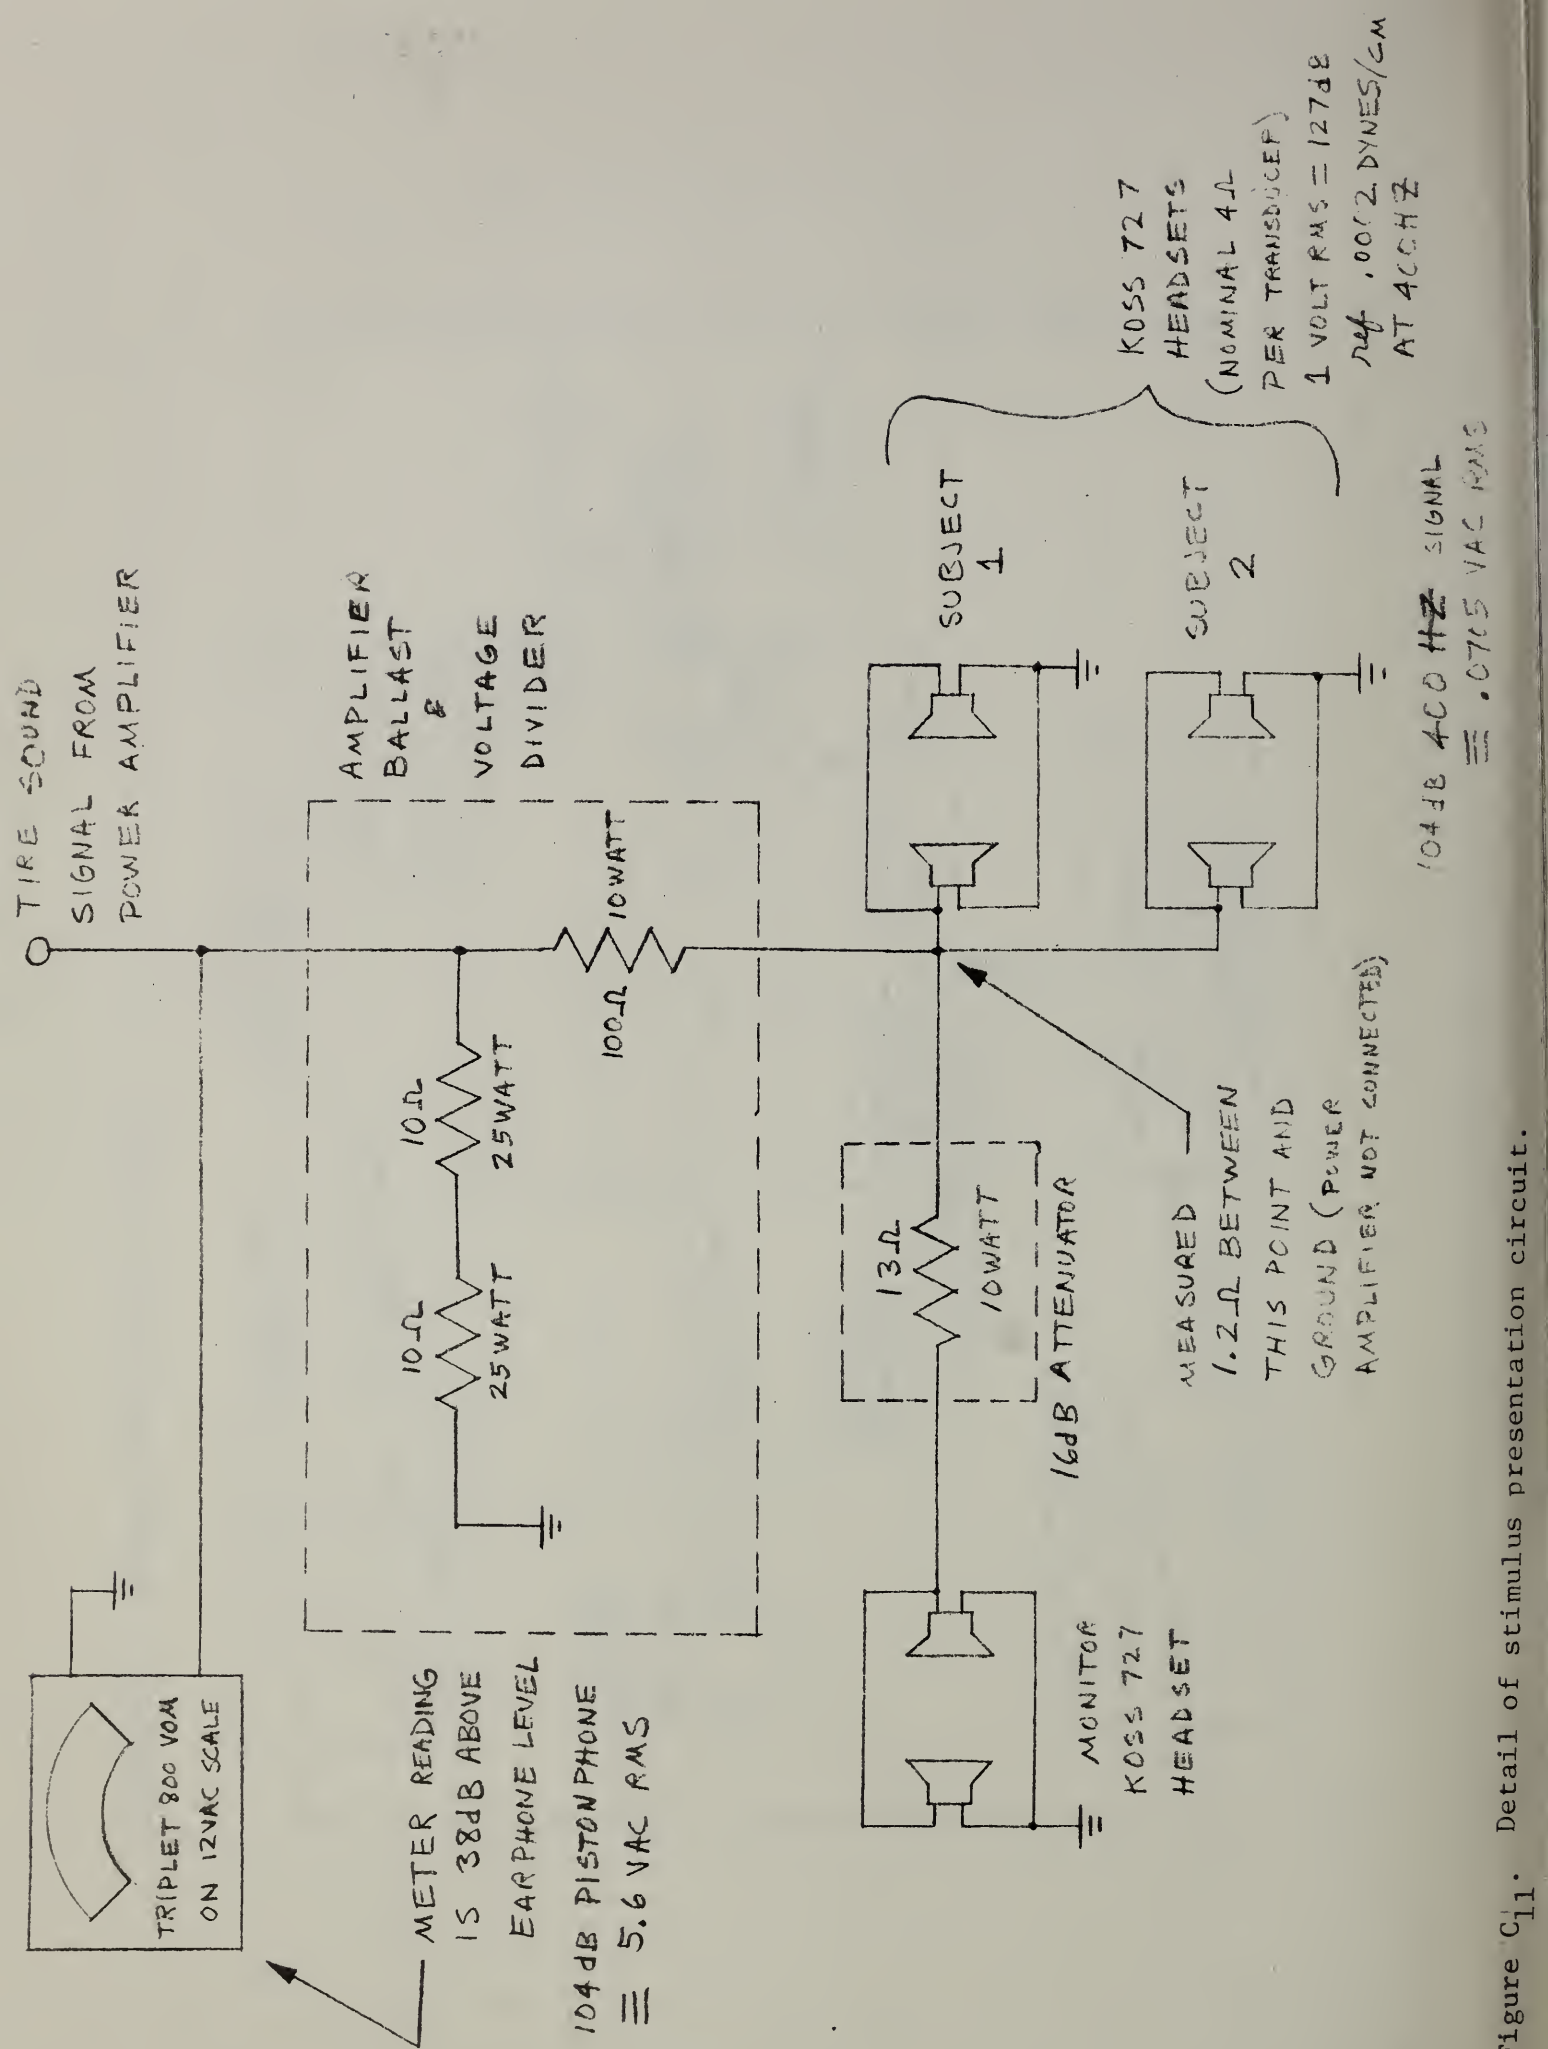 TIRE SOUND
SIGNAL FROM
POWER AMPLIFIER
TRIPLET 800 VOM
ON 12VAC SCALE
METER READING
IS 38dB ABOVE
EARPHONE LEVEL
104dB PISTONPHONE
≡ 5.6 VAC RMS
AMPLIFIER
BALLAST
&
VOLTAGE
DIVIDER
10Ω
25WATT
10Ω
25WATT
100Ω
10WATT
13Ω
10WATT
16dB ATTENUATOR
MONITOR
KOSS 727
HEADSET
MEASURED
1.2Ω BETWEEN
THIS POINT AND
GROUND (POWER
AMPLIFIER NOT CONNECTED)
SUBJECT
1
SUBJECT
2
KOSS 727
HEADSETS
(NOMINAL 4Ω
PER TRANSDUCER)
1 VOLT RMS = 127dB
ref .0002 DYNES/CM
AT 400HZ
104dB 400 HZ SIGNAL
≡ VAC RMS
Figure C11. Detail of stimulus presentation circuit.